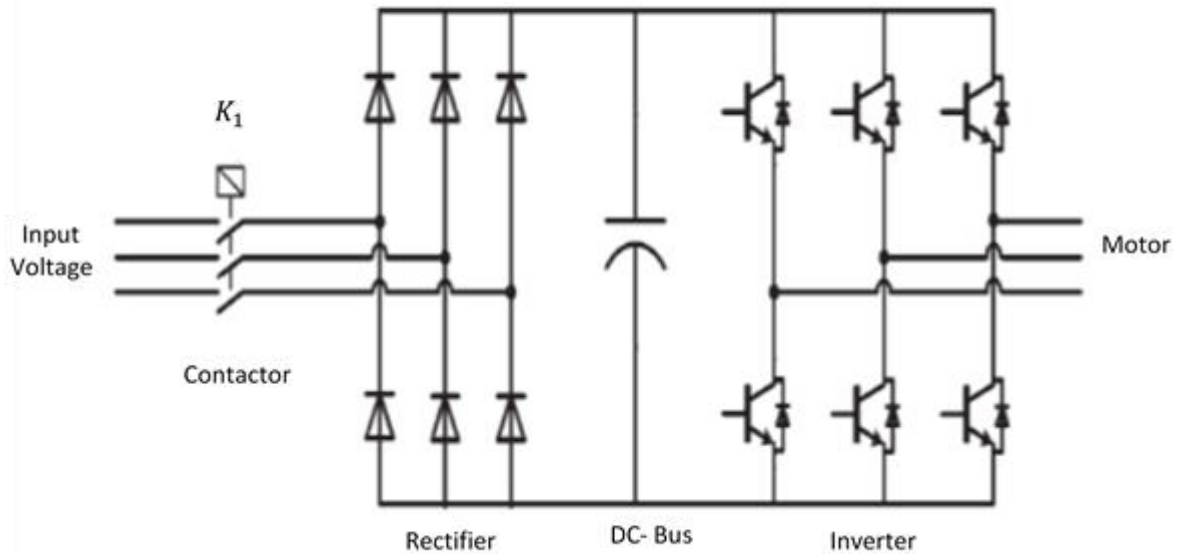 K₁
Input
Voltage
Motor
Contactor
Rectifier
DC- Bus
Inverter